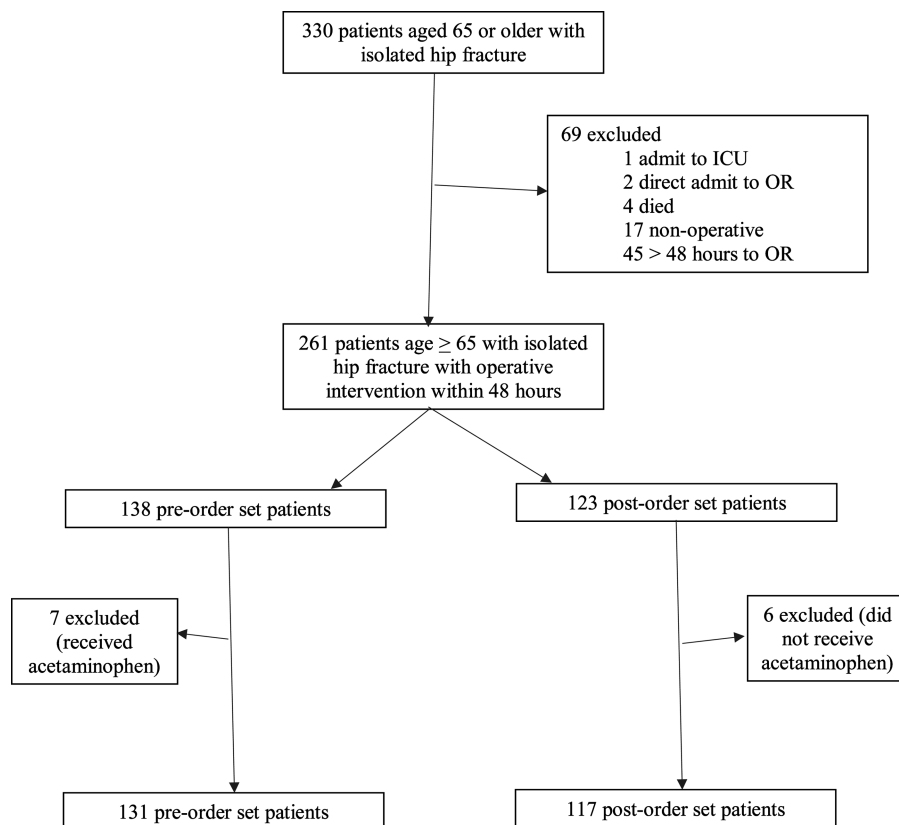 330 patients aged 65 or older with
isolated hip fracture
69 excluded
1 admit to ICU
2 direct admit to OR
4 died
17 non-operative
45 > 48 hours to OR
261 patients age ≥ 65 with isolated
hip fracture with operative
intervention within 48 hours
138 pre-order set patients
123 post-order set patients
7 excluded
(received
acetaminophen)
6 excluded (did
not receive
acetaminophen)
131 pre-order set patients
117 post-order set patients